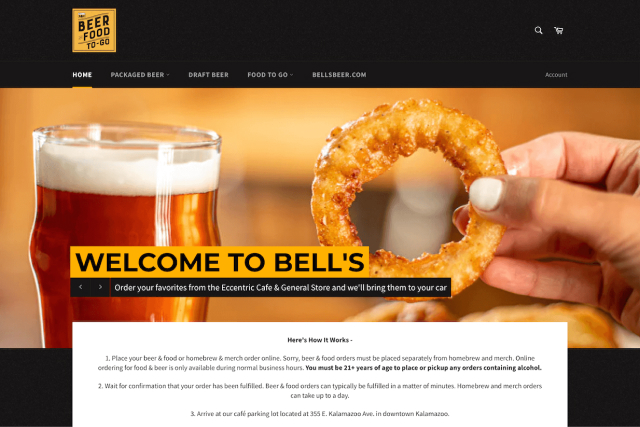 BEER
FOOD
TO-GO
HOME
PACKAGED BEER
DRAFT BEER
FOOD TO GO
BELLSBEER.COM
Account
WELCOME TO BELL'S
Order your favorites from the Eccentric Cafe & General Store and we'll bring them to your car
Here's How It Works -
1. Place your beer & food or homebrew & merch order online. Sorry, beer & food orders must be placed separately from homebrew and merch. Online
ordering for food & beer is only available during normal business hours. You must be 21+ years of age to place or pickup any orders containing alcohol.
2. Wait for confirmation that your order has been fulfilled. Beer & food orders can typically be fulfilled in a matter of minutes. Homebrew and merch orders
can take up to a day.
3. Arrive at our café parking lot located at 355 E. Kalamazoo Ave. in downtown Kalamazoo.